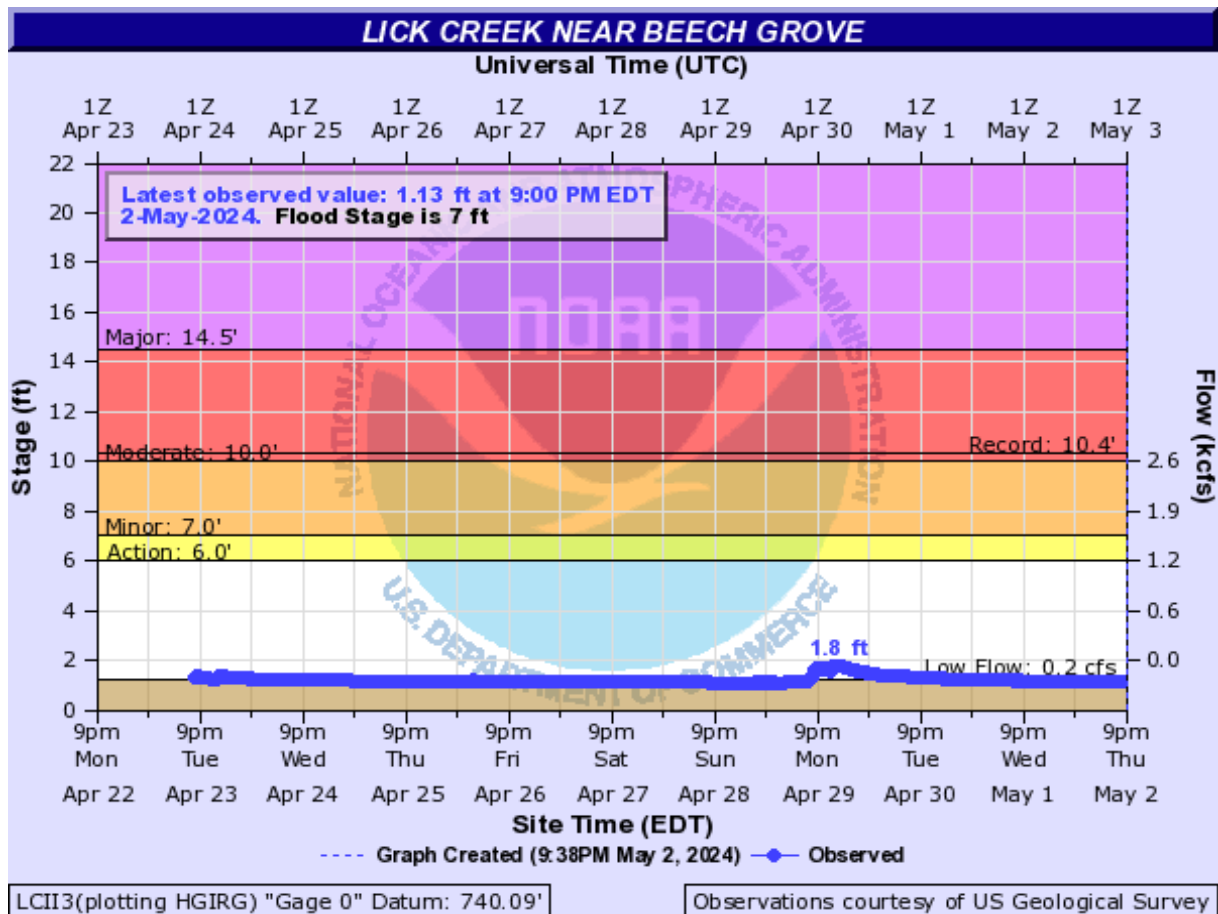 LICK CREEK NEAR BEECH GROVE
Universal Time (UTC)
1Z 1Z 1Z 1Z 1Z 1Z 1Z 1Z 1Z 1Z 1Z
Apr 23 Apr 24 Apr 25 Apr 26 Apr 27 Apr 28 Apr 29 Apr 30 May 1 May 2 May 3
Latest observed value: 1.13 ft at 9:00 PM EDT
2-May-2024. Flood Stage is 7 ft
NATIONAL OCEANIC AND ATMOSPHERIC ADMINISTRATION
NOAA
U.S. DEPARTMENT OF COMMERCE
Stage (ft)
22
20
18
16
14
12
10
8
6
4
2
0
Major: 14.5'
Moderate: 10.0'
Record: 10.4'
Minor: 7.0'
Action: 6.0'
1.8 ft
Low Flow: 0.2 cfs
Flow (kcfs)
2.6
1.9
1.2
0.6
0.0
9pm 9pm 9pm 9pm 9pm 9pm 9pm 9pm 9pm 9pm 9pm
Mon Tue Wed Thu Fri Sat Sun Mon Tue Wed Thu
Apr 22 Apr 23 Apr 24 Apr 25 Apr 26 Apr 27 Apr 28 Apr 29 Apr 30 May 1 May 2
Site Time (EDT)
Graph Created (9:38PM May 2, 2024) Observed
LCII3(plotting HGIRG) "Gage 0" Datum: 740.09'
Observations courtesy of US Geological Survey